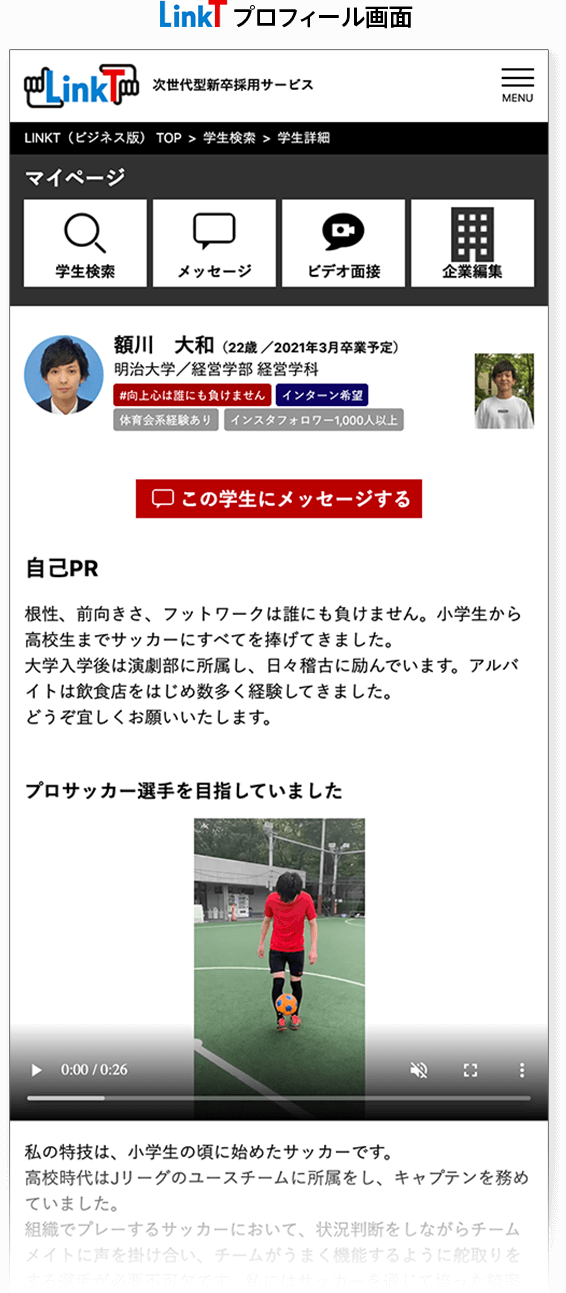 LinkT プロフィール画面
LinkT 次世代型新卒採用サービス
MENU
LINKT（ビジネス版） TOP > 学生検索 > 学生詳細
マイページ
学生検索 メッセージ ビデオ面接 企業編集
額川　大和（22歳 ／2021年3月卒業予定）
明治大学／経営学部 経営学科
#向上心は誰にも負けません インターン希望
体育会系経験あり インスタフォロワー1,000人以上
この学生にメッセージする
自己PR
根性、前向きさ、フットワークは誰にも負けません。小学生から
高校生までサッカーにすべてを捧げてきました。
大学入学後は演劇部に所属し、日々稽古に励んでいます。アルバ
イトは飲食店をはじめ数多く経験してきました。
どうぞ宜しくお願いいたします。
プロサッカー選手を目指していました
0:00 / 0:26
私の特技は、小学生の頃に始めたサッカーです。
高校時代はJリーグのユースチームに所属をし、キャプテンを務め
ていました。
組織でプレーするサッカーにおいて、状況判断をしながらチーム
メイトに声を掛け合い、チームがうまく機能するように舵取りを